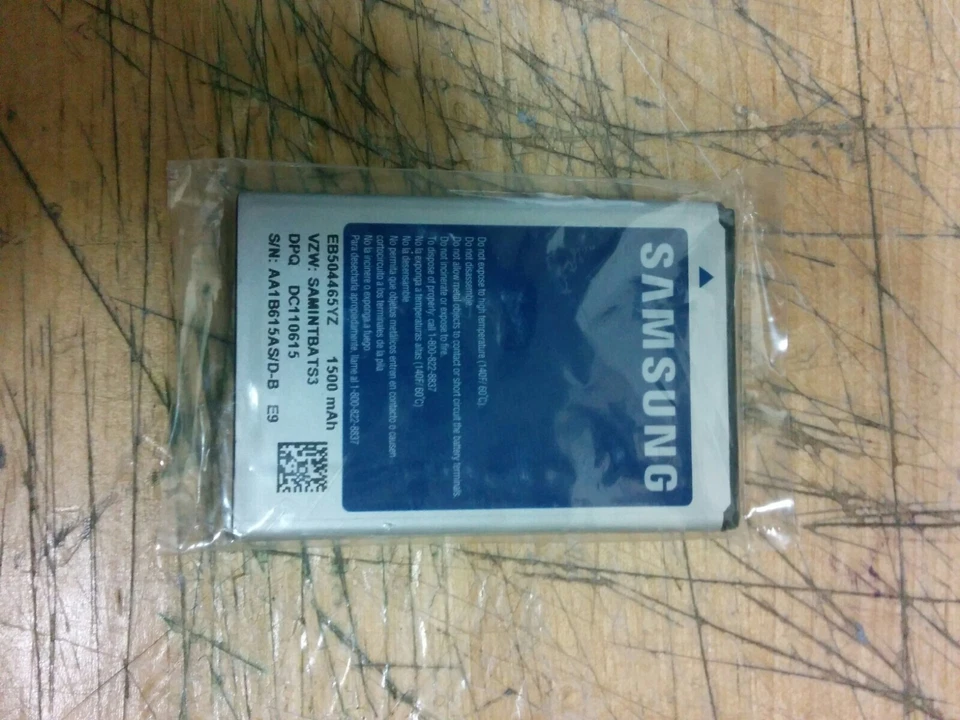 SAMSUNG
Do not expose to high temperature (140F/ 60℃).
Do not disassemble.
Do not allow metal objects to contact or short circuit the battery terminals.
Do not incinerate or expose to fire.
To dispose of properly call 1-800-822-8837
No la exponga a temperaturas altas (140F/ 60℃)
No la desensamble
No permita que objetos metálicos entren en contacto o causen
cortocircuito a los terminales de la pila
No la incinere o exponga a fuego
Para desecharla apropiadamente, llame al 1-800-822-8837
EB504465YZ 1500 mAh
VZW: SAMINTBATS3
DPQ DC110615
S/N: AA1B615AS/D-B E9